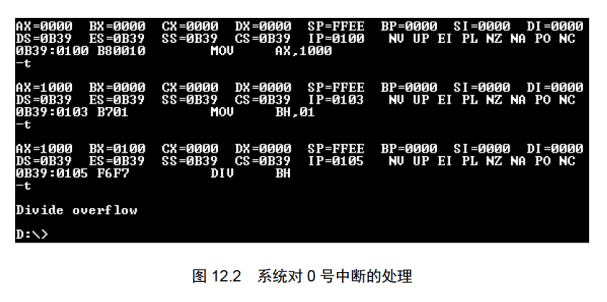 AX=0000 BX=0000 CX=0000 DX=0000 SP=FFEE BP=0000 SI=0000 DI=0000
DS=0B39 ES=0B39 SS=0B39 CS=0B39 IP=0100 NV UP EI PL NZ NA PO NC
0B39:0100 B80010 MOV AX,1000
-t
AX=1000 BX=0000 CX=0000 DX=0000 SP=FFEE BP=0000 SI=0000 DI=0000
DS=0B39 ES=0B39 SS=0B39 CS=0B39 IP=0103 NV UP EI PL NZ NA PO NC
0B39:0103 B701 MOV BH,01
-t
AX=1000 BX=0100 CX=0000 DX=0000 SP=FFEE BP=0000 SI=0000 DI=0000
DS=0B39 ES=0B39 SS=0B39 CS=0B39 IP=0105 NV UP EI PL NZ NA PO NC
0B39:0105 F6F7 DIV BH
-t
Divide overflow
D:\>
图 12.2 系统对 0 号中断的处理